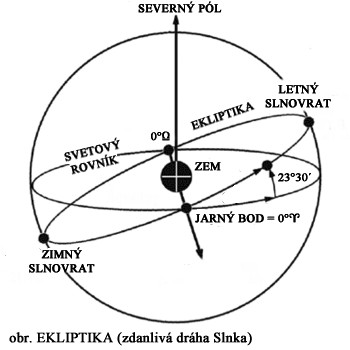 SEVERNÝ PÓL
LETNÝ
SLNOVRAT
EKLIPTIKA
0°Ω
SVETOVÝ
ROVNÍK
ZEM
23°30´
JARNÝ BOD = 0°♈
ZIMNÝ
SLNOVRAT
obr. EKLIPTIKA (zdanlivá dráha Slnka)